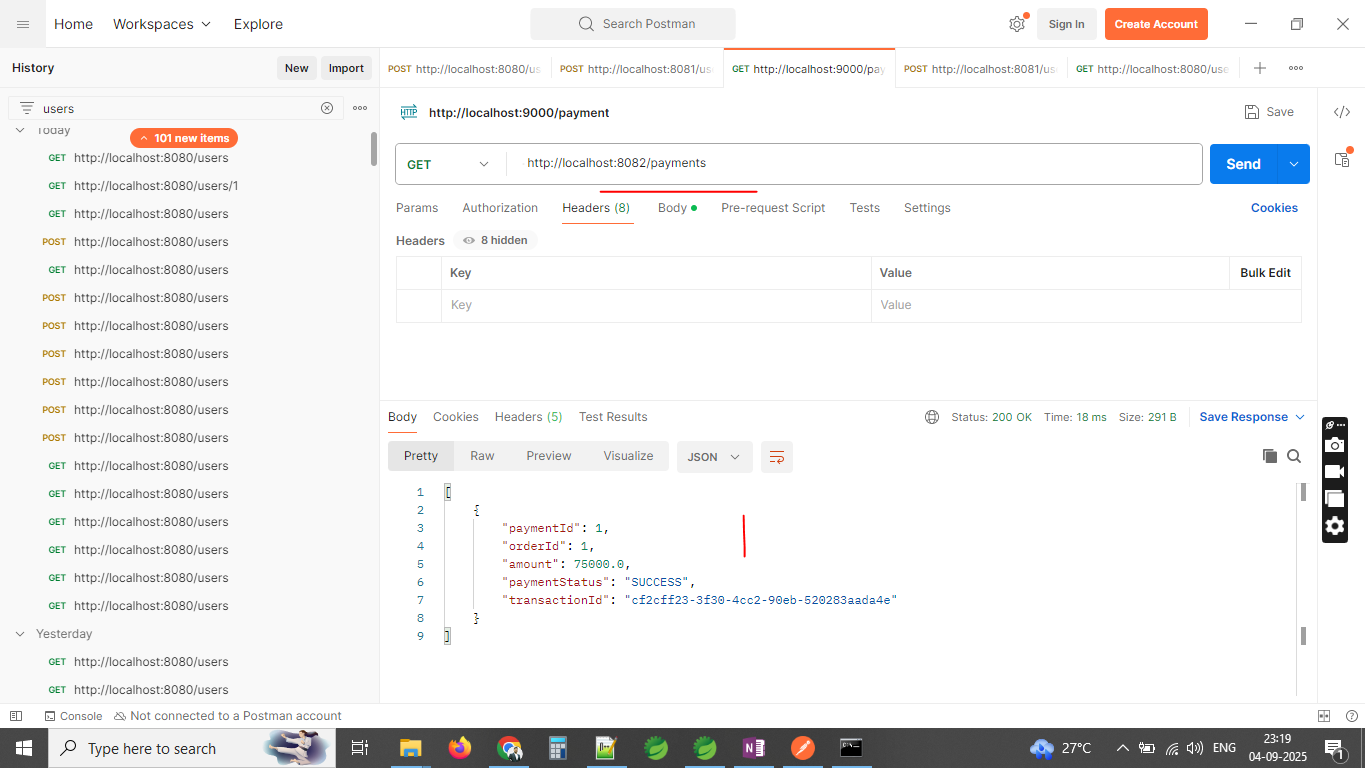 Home Workspaces Explore
Search Postman
Sign In Create Account
History New Import
POST http://localhost:8080/us GET http://localhost:9000/pay
POST http://localhost:8081/us
POST http://localhost:8081/us
GET http://localhost:8080/use
users
Today
101 new items
GET http://localhost:8080/users
GET http://localhost:8080/users/1
GET http://localhost:8080/users
POST http://localhost:8080/users
GET http://localhost:8080/users
POST http://localhost:8080/users
POST http://localhost:8080/users
POST http://localhost:8080/users
POST http://localhost:8080/users
POST http://localhost:8080/users
POST http://localhost:8080/users
GET http://localhost:8080/users
GET http://localhost:8080/users
GET http://localhost:8080/users
GET http://localhost:8080/users
GET http://localhost:8080/users
GET http://localhost:8080/users
Yesterday
GET http://localhost:8080/users
GET http://localhost:8080/users
HTTP http://localhost:9000/payment
Save
GET http://localhost:8082/payments
Send
Params Authorization Headers (8) Body Pre-request Script Tests Settings Cookies
Headers 8 hidden
Key Value Bulk Edit
Key Value
Body Cookies Headers (5) Test Results Status: 200 OK Time: 18 ms Size: 291 B Save Response
Pretty Raw Preview Visualize JSON
1 [
2 {
3 "paymentId": 1,
4 "orderId": 1,
5 "amount": 75000.0,
6 "paymentStatus": "SUCCESS",
7 "transactionId": "cf2cff23-3f30-4cc2-90eb-520283aada4e"
8 }
9 ]
Console Not connected to a Postman account
Type here to search
27°C ENG 23:19
04-09-2025
1